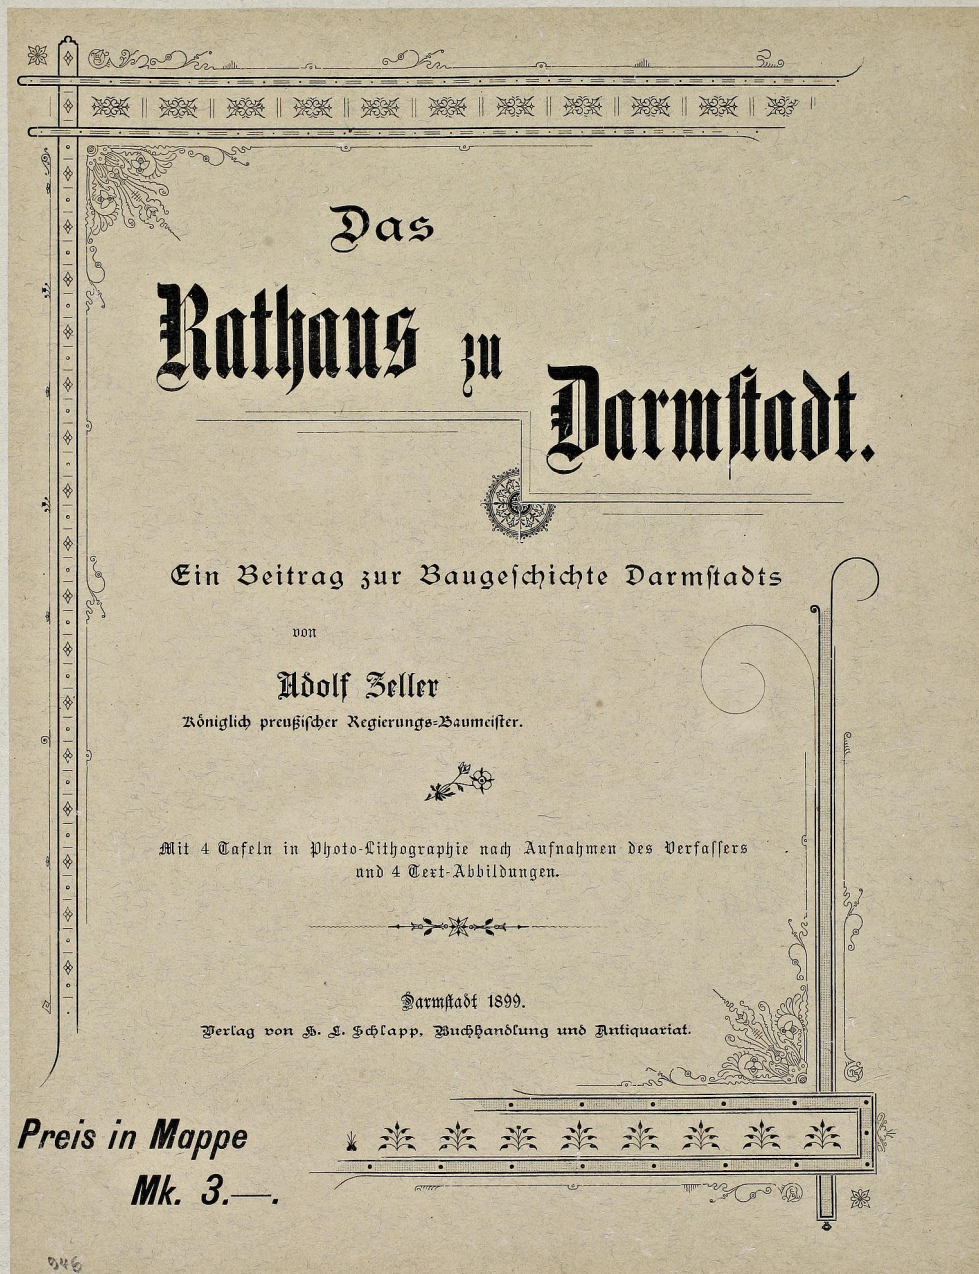 Das
Rathaus zu
Darmstadt.
Ein Beitrag zur Baugeschichte Darmstadts
von
Adolf Zeller
Königlich preußischer Regierungs-Baumeister.
Mit 4 Tafeln in Photo-Lithographie nach Aufnahmen des Verfassers
und 4 Text-Abbildungen.
Darmstadt 1899.
Verlag von H. L. Schlapp, Buchhandlung und Antiquariat.
Preis in Mappe
Mk. 3.—.